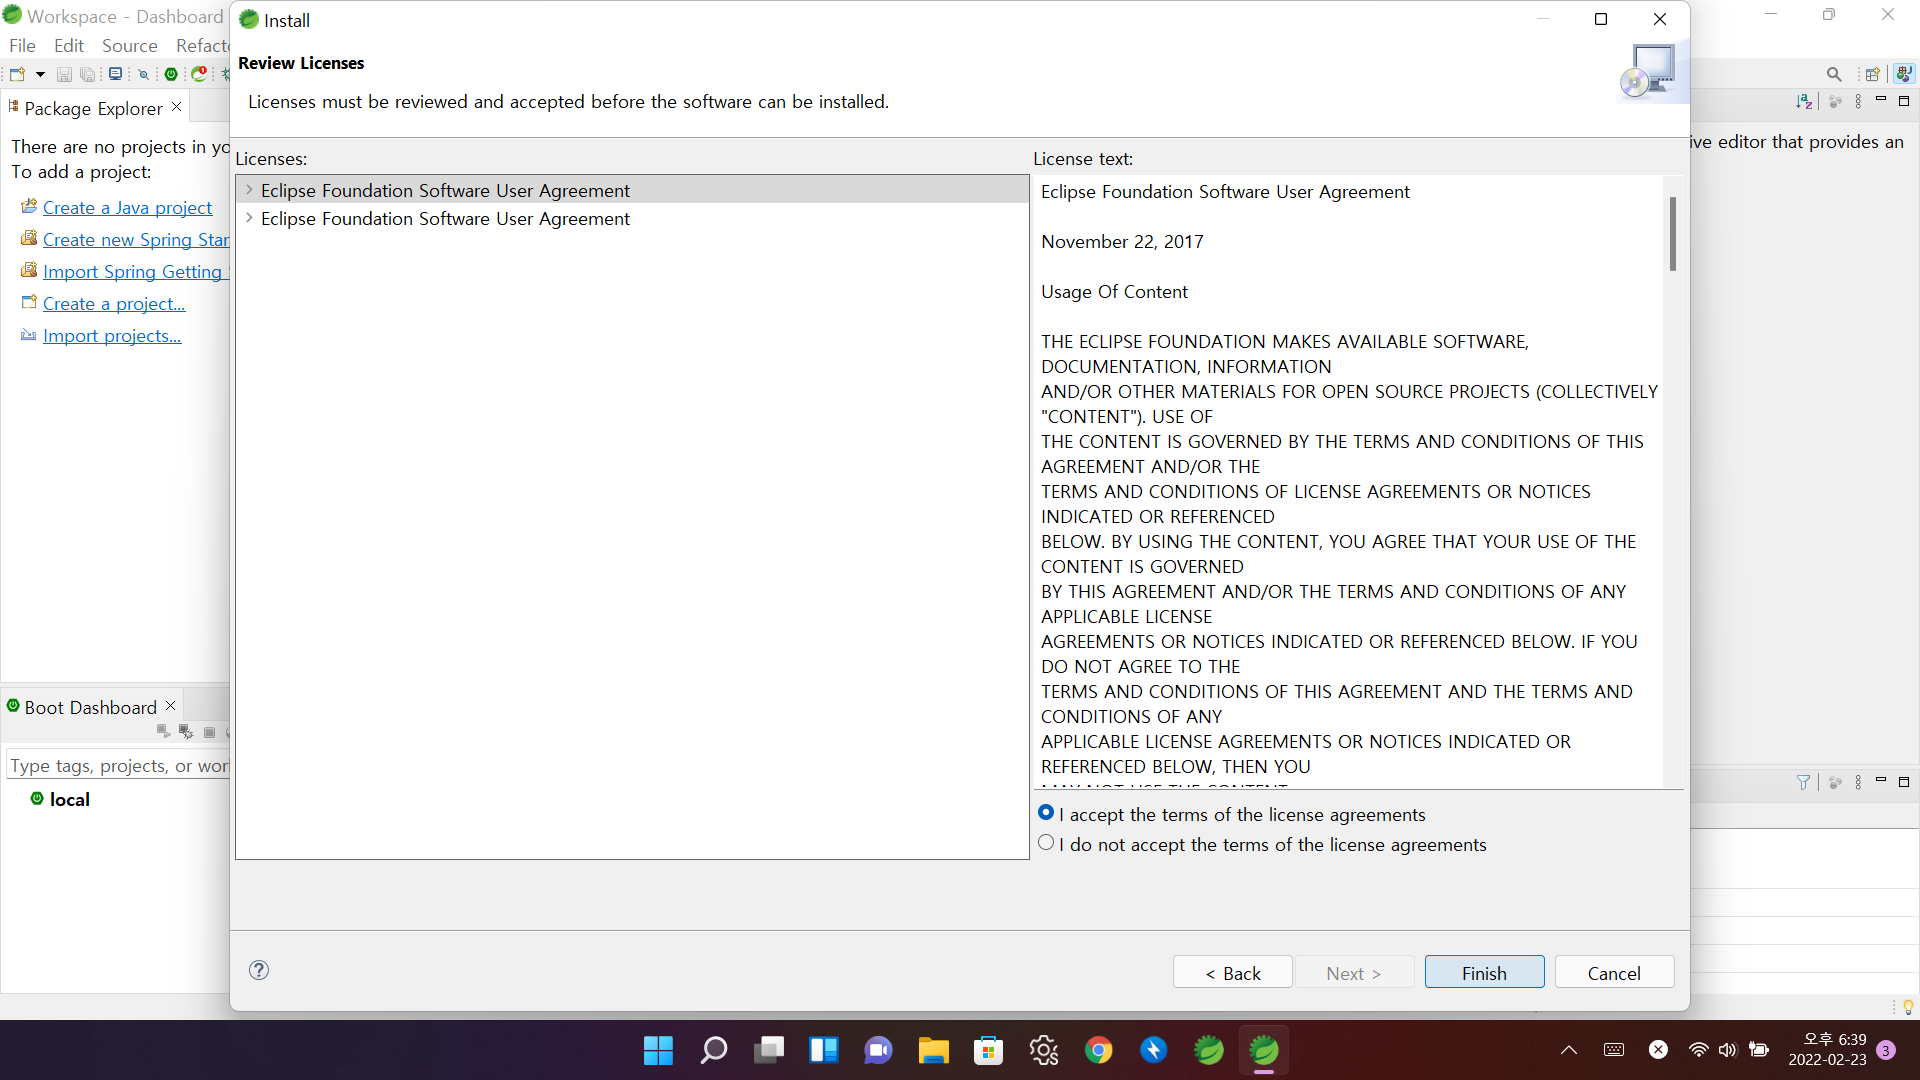 Workspace - Dashboard
Install
File Edit Source Refacto
Review Licenses
Licenses must be reviewed and accepted before the software can be installed.
Package Explorer
There are no projects in yo
To add a project:
Create a Java project
Create new Spring Star
Import Spring Getting
Create a project...
Import projects...
Licenses:
Eclipse Foundation Software User Agreement
Eclipse Foundation Software User Agreement
License text:
Eclipse Foundation Software User Agreement
November 22, 2017
Usage Of Content
THE ECLIPSE FOUNDATION MAKES AVAILABLE SOFTWARE,
DOCUMENTATION, INFORMATION
AND/OR OTHER MATERIALS FOR OPEN SOURCE PROJECTS (COLLECTIVELY
"CONTENT"). USE OF
THE CONTENT IS GOVERNED BY THE TERMS AND CONDITIONS OF THIS
AGREEMENT AND/OR THE
TERMS AND CONDITIONS OF LICENSE AGREEMENTS OR NOTICES
INDICATED OR REFERENCED
BELOW. BY USING THE CONTENT, YOU AGREE THAT YOUR USE OF THE
CONTENT IS GOVERNED
BY THIS AGREEMENT AND/OR THE TERMS AND CONDITIONS OF ANY
APPLICABLE LICENSE
AGREEMENTS OR NOTICES INDICATED OR REFERENCED BELOW. IF YOU
DO NOT AGREE TO THE
TERMS AND CONDITIONS OF THIS AGREEMENT AND THE TERMS AND
CONDITIONS OF ANY
APPLICABLE LICENSE AGREEMENTS OR NOTICES INDICATED OR
REFERENCED BELOW, THEN YOU
MAY NOT USE THE CONTENT
I accept the terms of the license agreements
I do not accept the terms of the license agreements
ive editor that provides an
Boot Dashboard
Type tags, projects, or wor
local
< Back
Next >
Finish
Cancel
오후 6:39
2022-02-23
3